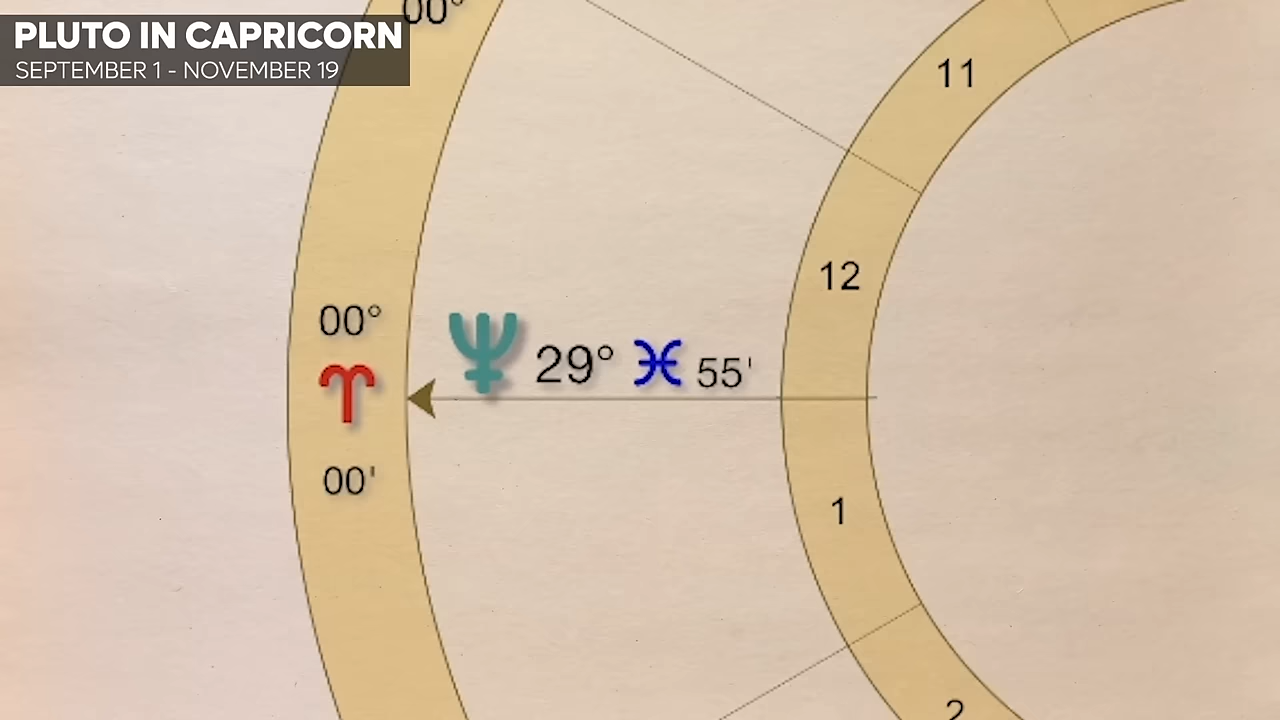 PLUTO IN CAPRICORN
SEPTEMBER 1 - NOVEMBER 19
00°
11
12
00°
♈
00'
♆ 29° ♓ 55'
1
2